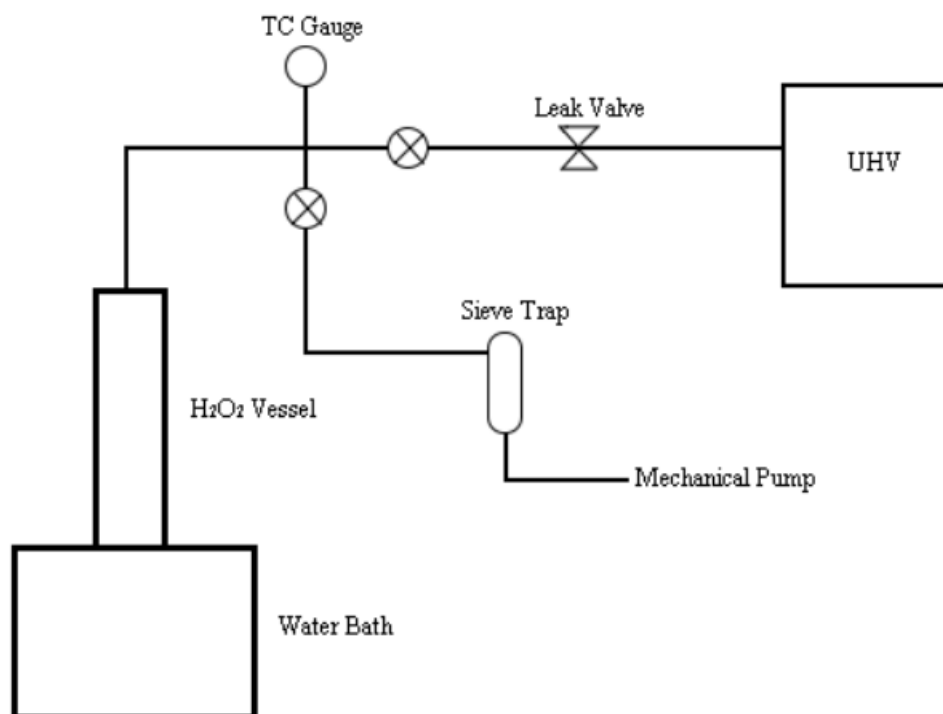 TC Gauge
Leak Valve
UHV
Sieve Trap
H₂O₂ Vessel
Mechanical Pump
Water Bath